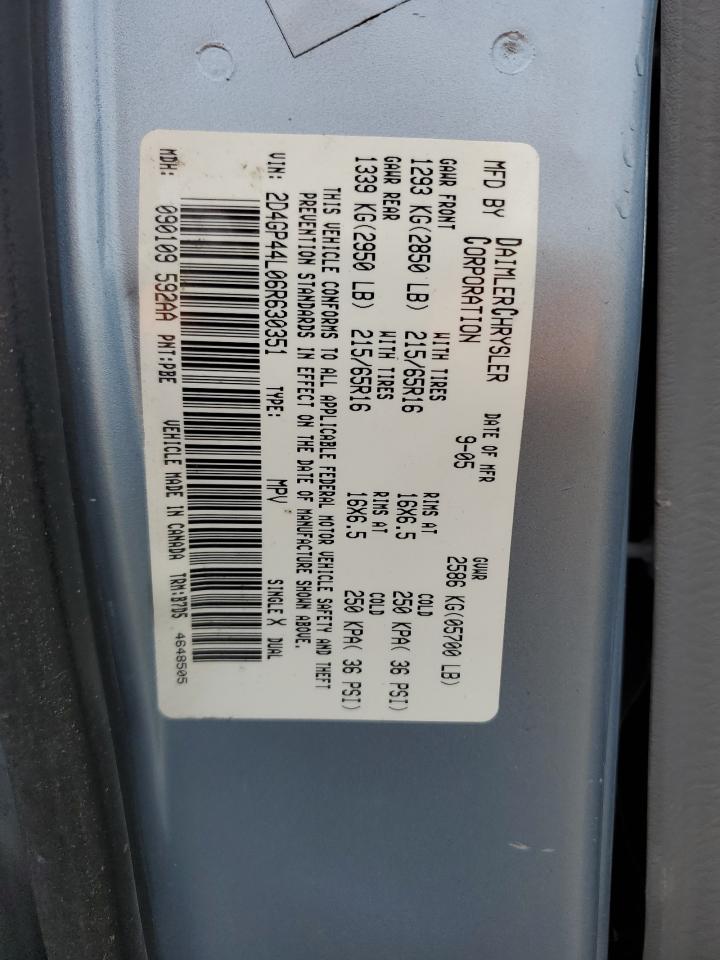 MFD BY DAIMLERCHRYSLER CORPORATION
DATE OF MFR 9-05
GVWR 2586 KG(05700 LB)
GAWR FRONT WITH TIRES RIMS AT COLD
1293 KG(2850 LB) 215/65R16 16X6.5 250 KPA( 36 PSI)
GAWR REAR WITH TIRES RIMS AT COLD
1339 KG(2950 LB) 215/65R16 16X6.5 250 KPA( 36 PSI)
THIS VEHICLE CONFORMS TO ALL APPLICABLE FEDERAL MOTOR VEHICLE SAFETY AND THEFT
PREVENTION STANDARDS IN EFFECT ON THE DATE OF MANUFACTURE SHOWN ABOVE.
VIN: 2D4GP44L06R630351 TYPE: MPV SINGLE X DUAL
MDH: 090109 592AA PNT:PBE VEHICLE MADE IN CANADA TRM:B7D5 4648505